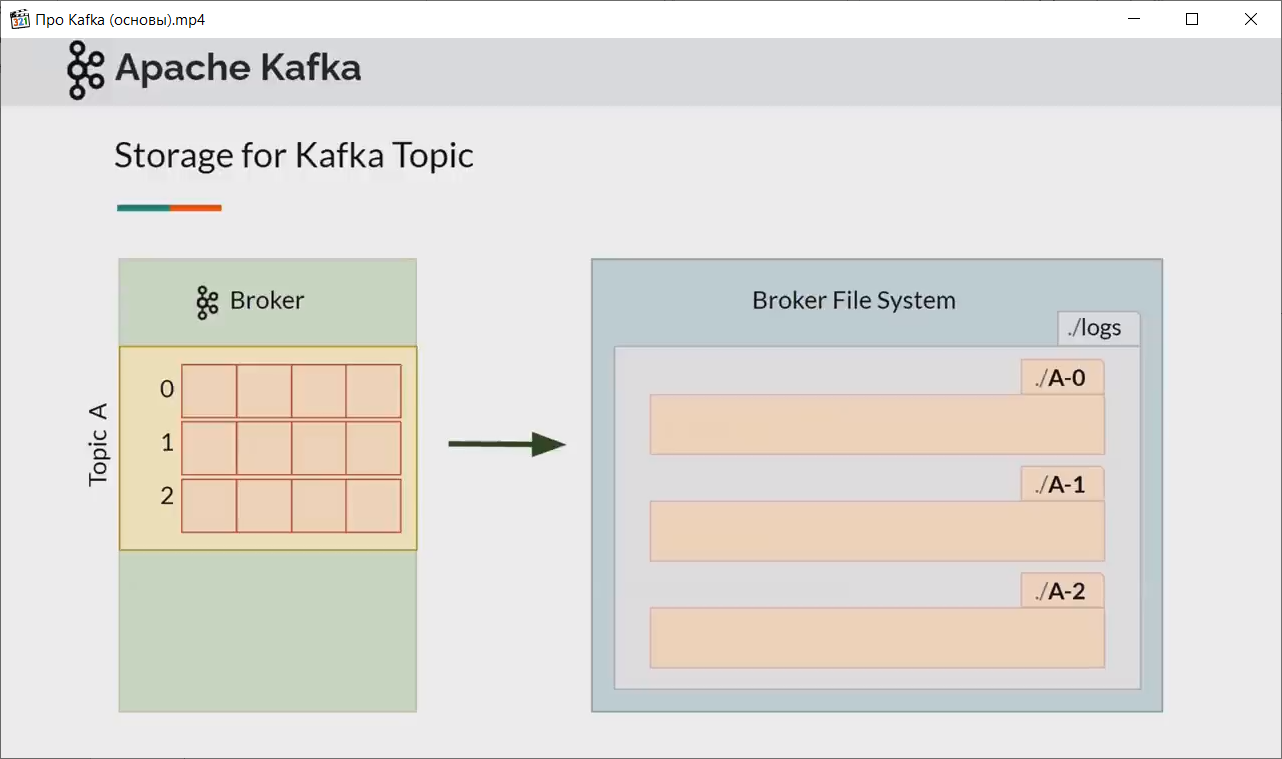 Про Kafka (основы).mp4
Apache Kafka
Storage for Kafka Topic
Broker
Topic A
0
1
2
Broker File System
./logs
./A-0
./A-1
./A-2